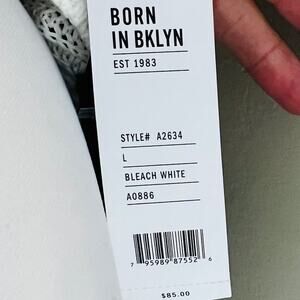 BORN
IN BKLYN
EST 1983
STYLE# A2634
L
BLEACH WHITE
A0886
7 95989 87552 6
$85.00